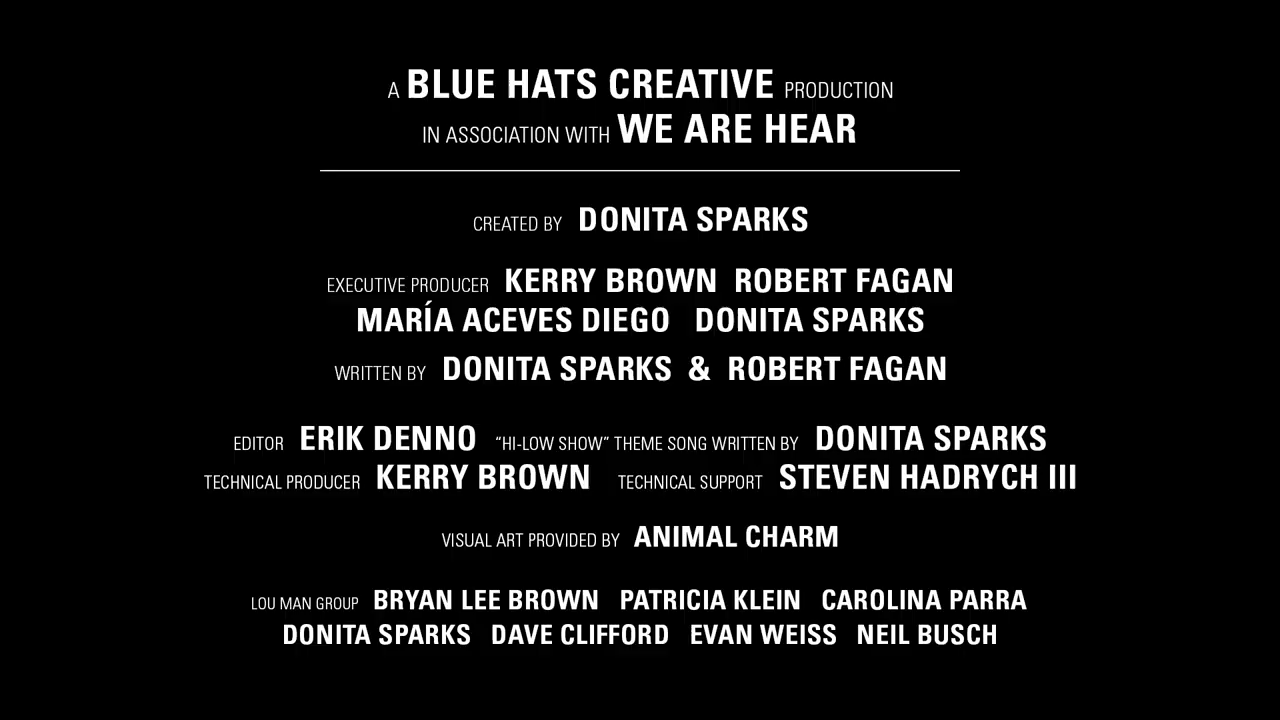 A BLUE HATS CREATIVE PRODUCTION
IN ASSOCIATION WITH WE ARE HEAR
CREATED BY DONITA SPARKS
EXECUTIVE PRODUCER KERRY BROWN ROBERT FAGAN
MARÍA ACEVES DIEGO DONITA SPARKS
WRITTEN BY DONITA SPARKS & ROBERT FAGAN
EDITOR ERIK DENNO “HI-LOW SHOW” THEME SONG WRITTEN BY DONITA SPARKS
TECHNICAL PRODUCER KERRY BROWN TECHNICAL SUPPORT STEVEN HADRYCH III
VISUAL ART PROVIDED BY ANIMAL CHARM
LOU MAN GROUP BRYAN LEE BROWN PATRICIA KLEIN CAROLINA PARRA
DONITA SPARKS DAVE CLIFFORD EVAN WEISS NEIL BUSCH